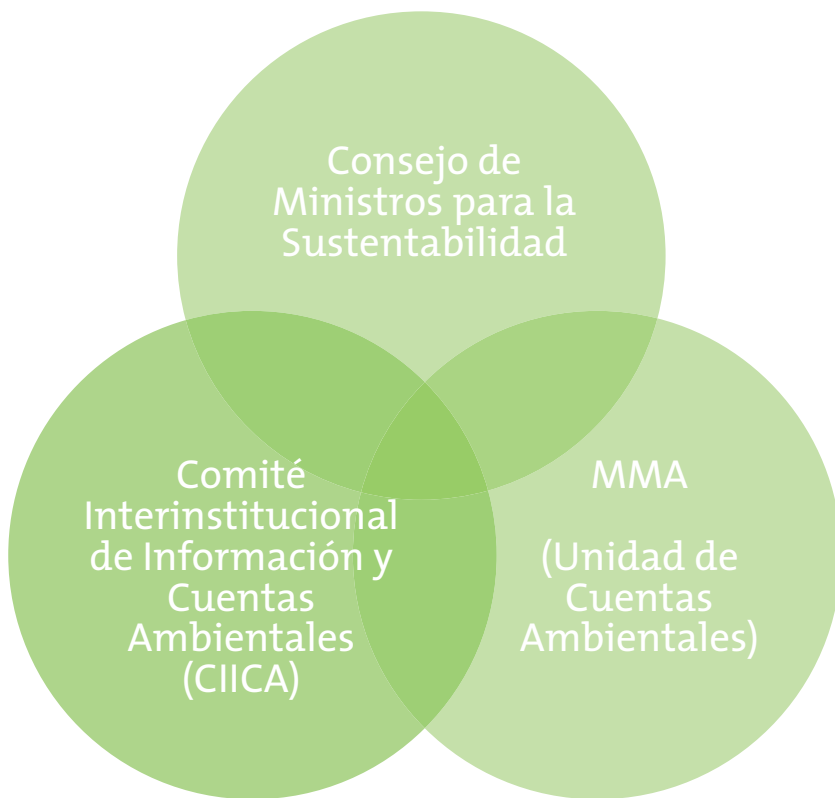 Consejo de
Ministros para la
Sustentabilidad
Comité
Interinstitucional
de Información y
Cuentas
Ambientales
(CIICA)
MMA
(Unidad de
Cuentas
Ambientales)